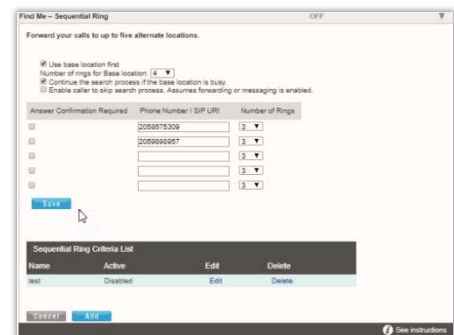 Find Me – Sequential Ring OFF
Forward your calls to up to five alternate locations.
Use base location first
Number of rings for Base location: 4
Continue the search process if the base location is busy.
Enable caller to skip search process. Assumes forwarding or messaging is enabled.
Answer Confirmation Required Phone Number / SIP URI Number of Rings
2058675309 3
2059898957 3
3
3
3
Save
Sequential Ring Criteria List
Name Active Edit Delete
test Disabled Edit Delete
Cancel Add
See instructions